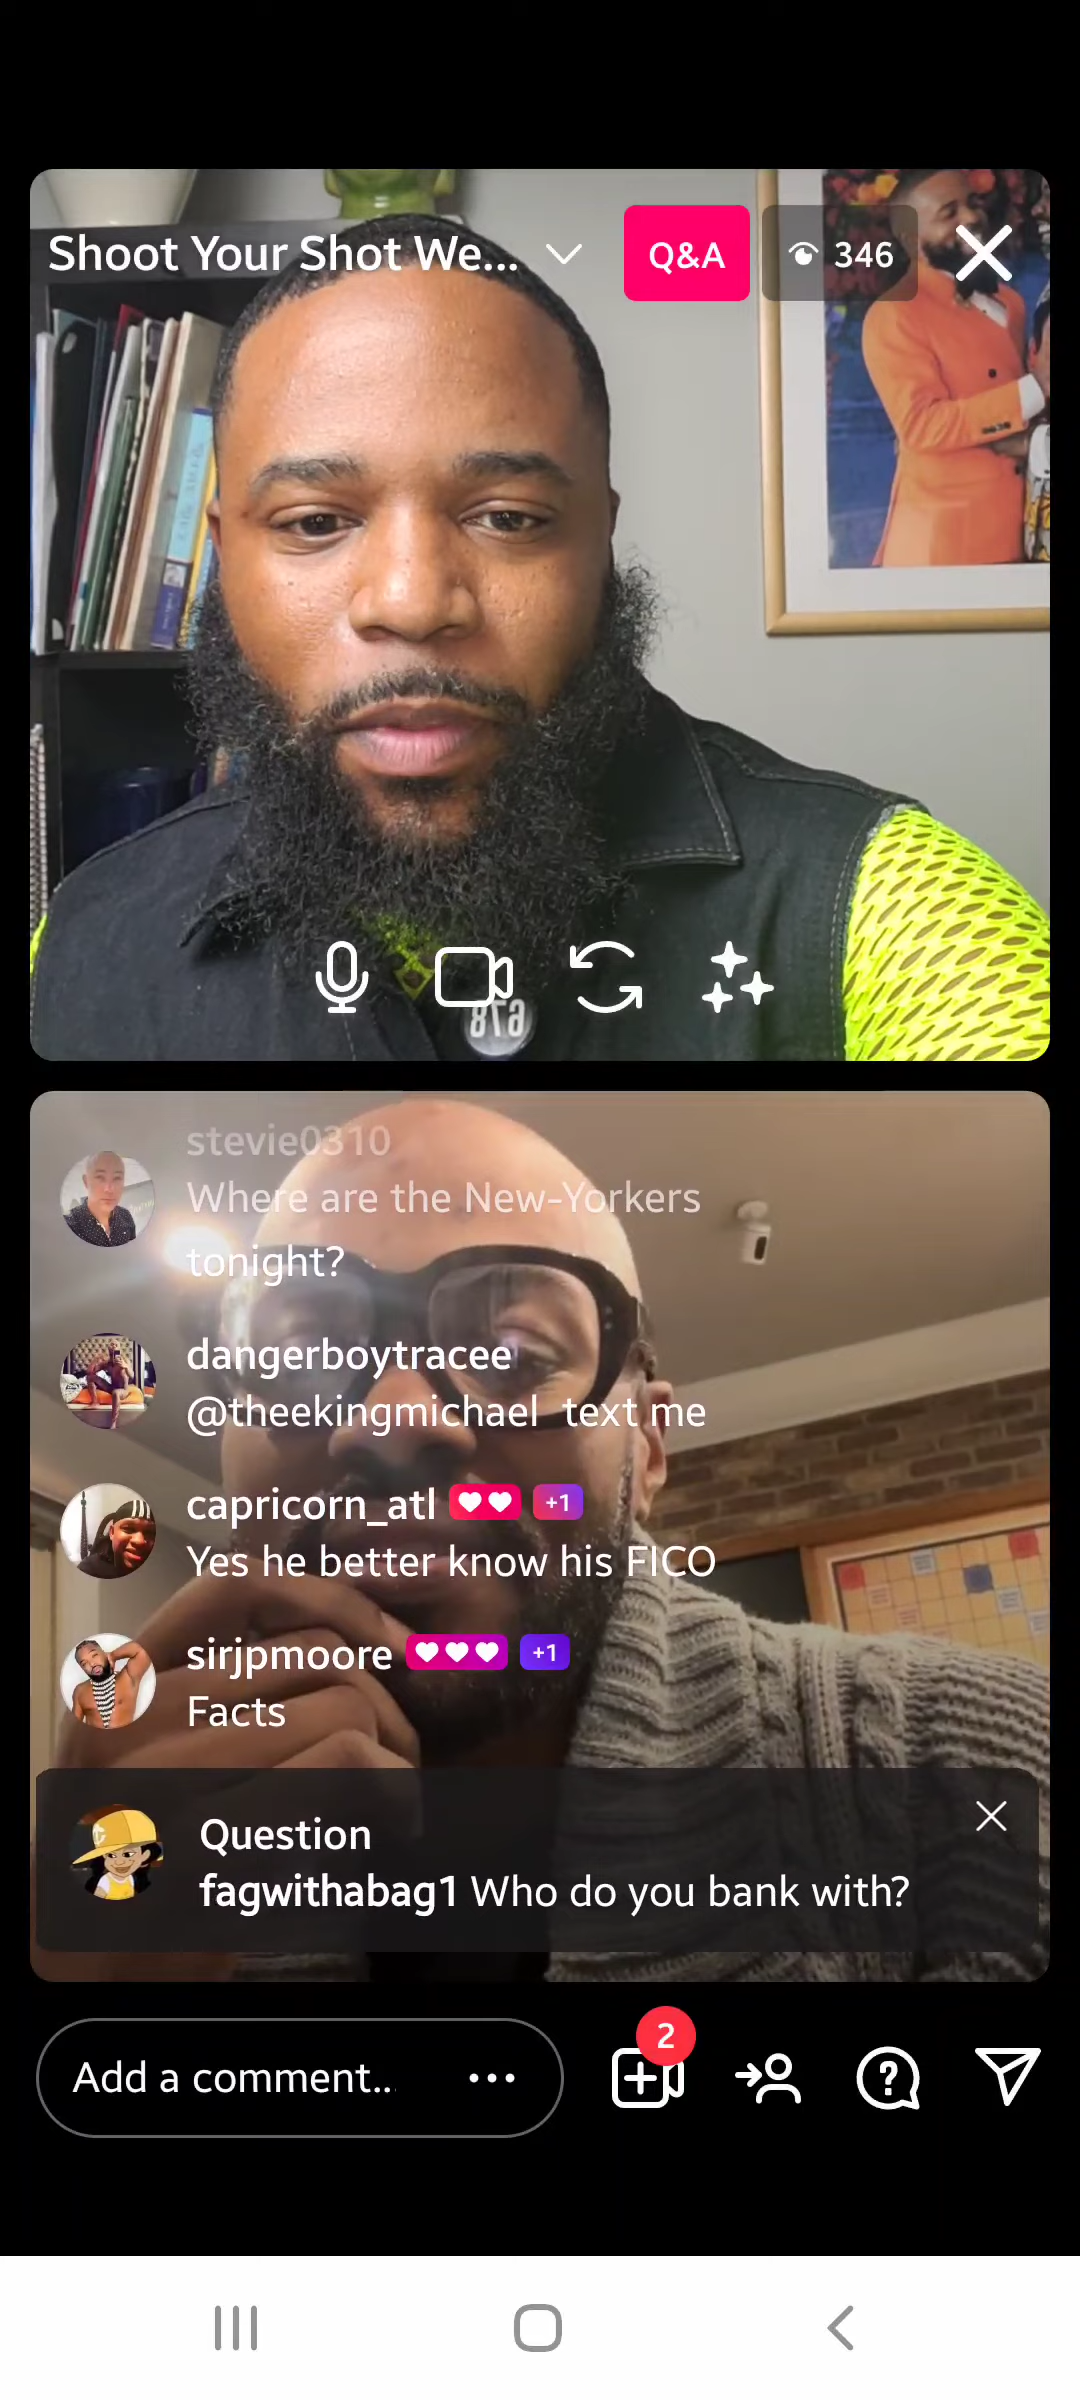 Shoot Your Shot We...
Q&A
346
678
stevie0310
Where are the New-Yorkers
tonight?
dangerboytracee
@theekingmichael text me
capricorn_atl +1
Yes he better know his FICO
sirjpmoore +1
Facts
Question
fagwithabag1 Who do you bank with?
2
Add a comment...